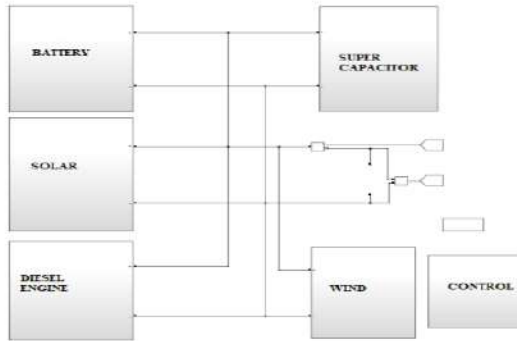 BATTERY
SUPER
CAPACITOR
SOLAR
DIESEL
ENGINE
WIND
CONTROL